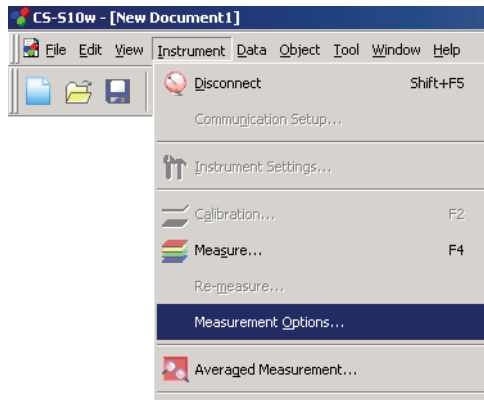 CS-S10w - [New Document1]
File Edit View Instrument Data Object Tool Window Help
Disconnect Shift+F5
Communication Setup...
Instrument Settings...
Calibration... F2
Measure... F4
Re-measure...
Measurement Options...
Averaged Measurement...